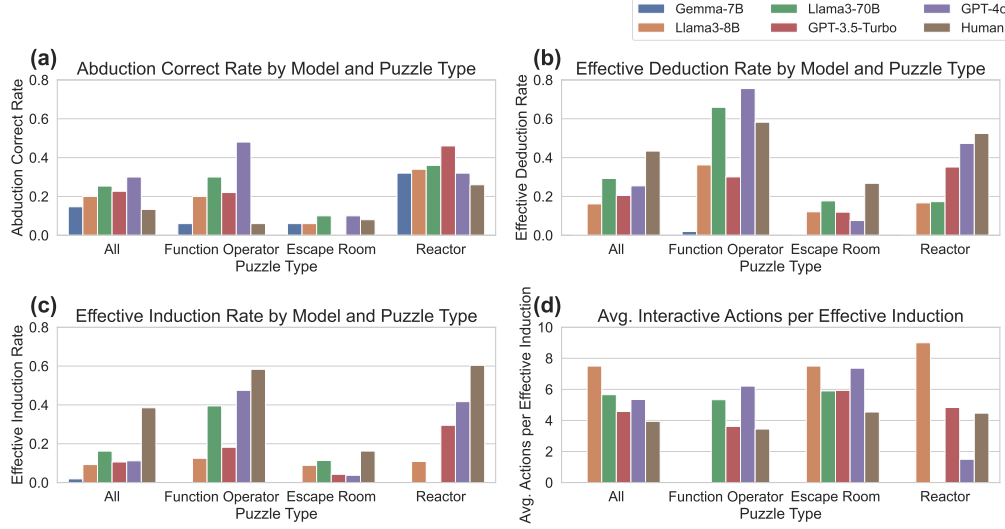 Gemma-7B Llama3-70B GPT-4o
Llama3-8B GPT-3.5-Turbo Human
(a) Abduction Correct Rate by Model and Puzzle Type
Abduction Correct Rate
0.8
0.6
0.4
0.2
0.0
All Function Operator Escape Room Reactor
Puzzle Type
(b) Effective Deduction Rate by Model and Puzzle Type
Effective Deduction Rate
0.8
0.6
0.4
0.2
0.0
All Function Operator Escape Room Reactor
Puzzle Type
(c) Effective Induction Rate by Model and Puzzle Type
Effective Induction Rate
0.8
0.6
0.4
0.2
0.0
All Function Operator Escape Room Reactor
Puzzle Type
(d) Avg. Interactive Actions per Effective Induction
Avg. Actions per Effective Induction
10
8
6
4
2
0
All Function Operator Escape Room Reactor
Puzzle Type